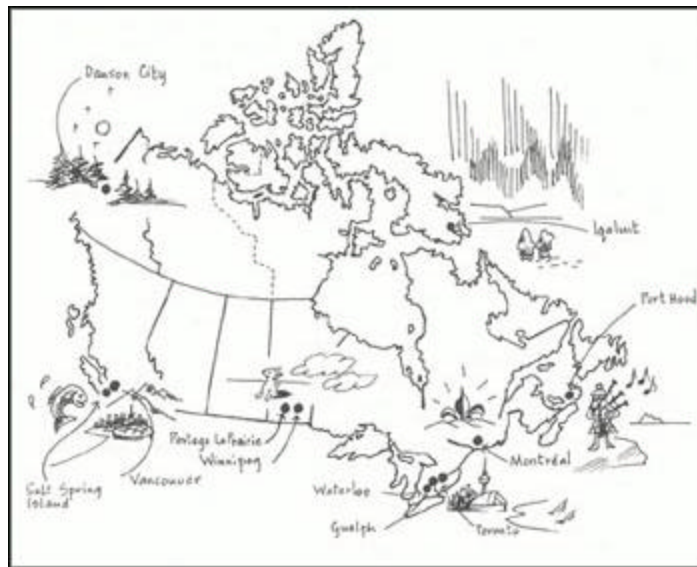 Dawson City
Iqaluit
Port Hood
Portage LaPrairie
Winnipeg
Montréal
Salt Spring
Island
Vancouver
Waterloo
Guelph
Toronto